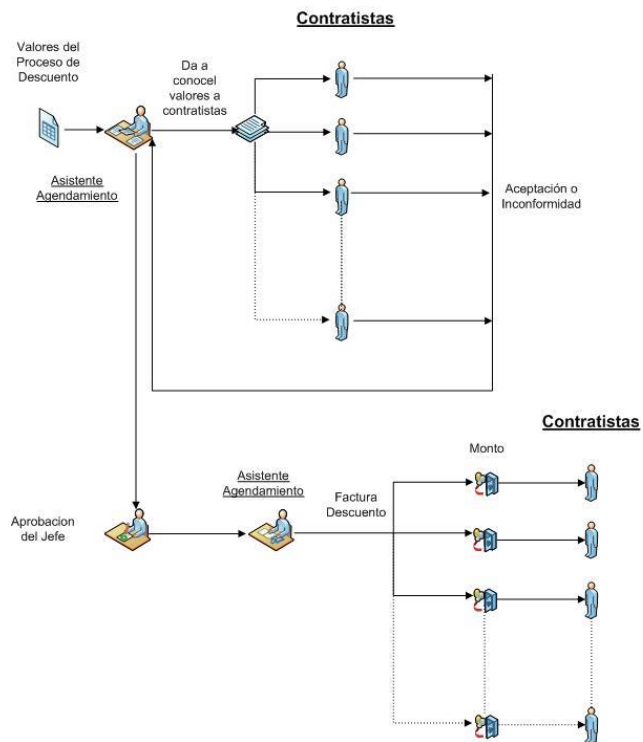 Contratistas
Valores del
Proceso de
Descuento
Da a
conocel
valores a
contratistas
Asistente
Agendamiento
Aceptación o
Inconformidad
Contratistas
Monto
Asistente
Agendamiento
Factura
Descuento
Aprobacion
del Jefe